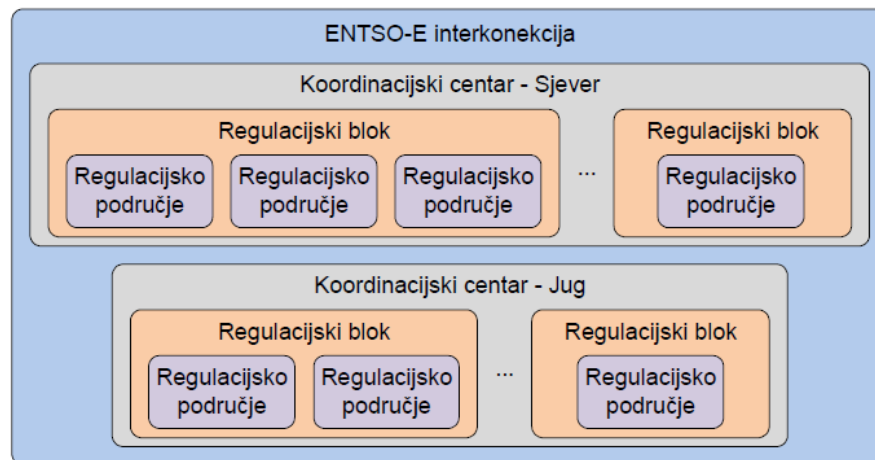 ENTSO-E interkonekcija
Koordinacijski centar - Sjever
Regulacijski blok
Regulacijsko
područje
Regulacijsko
područje
Regulacijsko
područje
...
Regulacijski blok
Regulacijsko
područje
Koordinacijski centar - Jug
Regulacijski blok
Regulacijsko
područje
Regulacijsko
područje
...
Regulacijski blok
Regulacijsko
područje